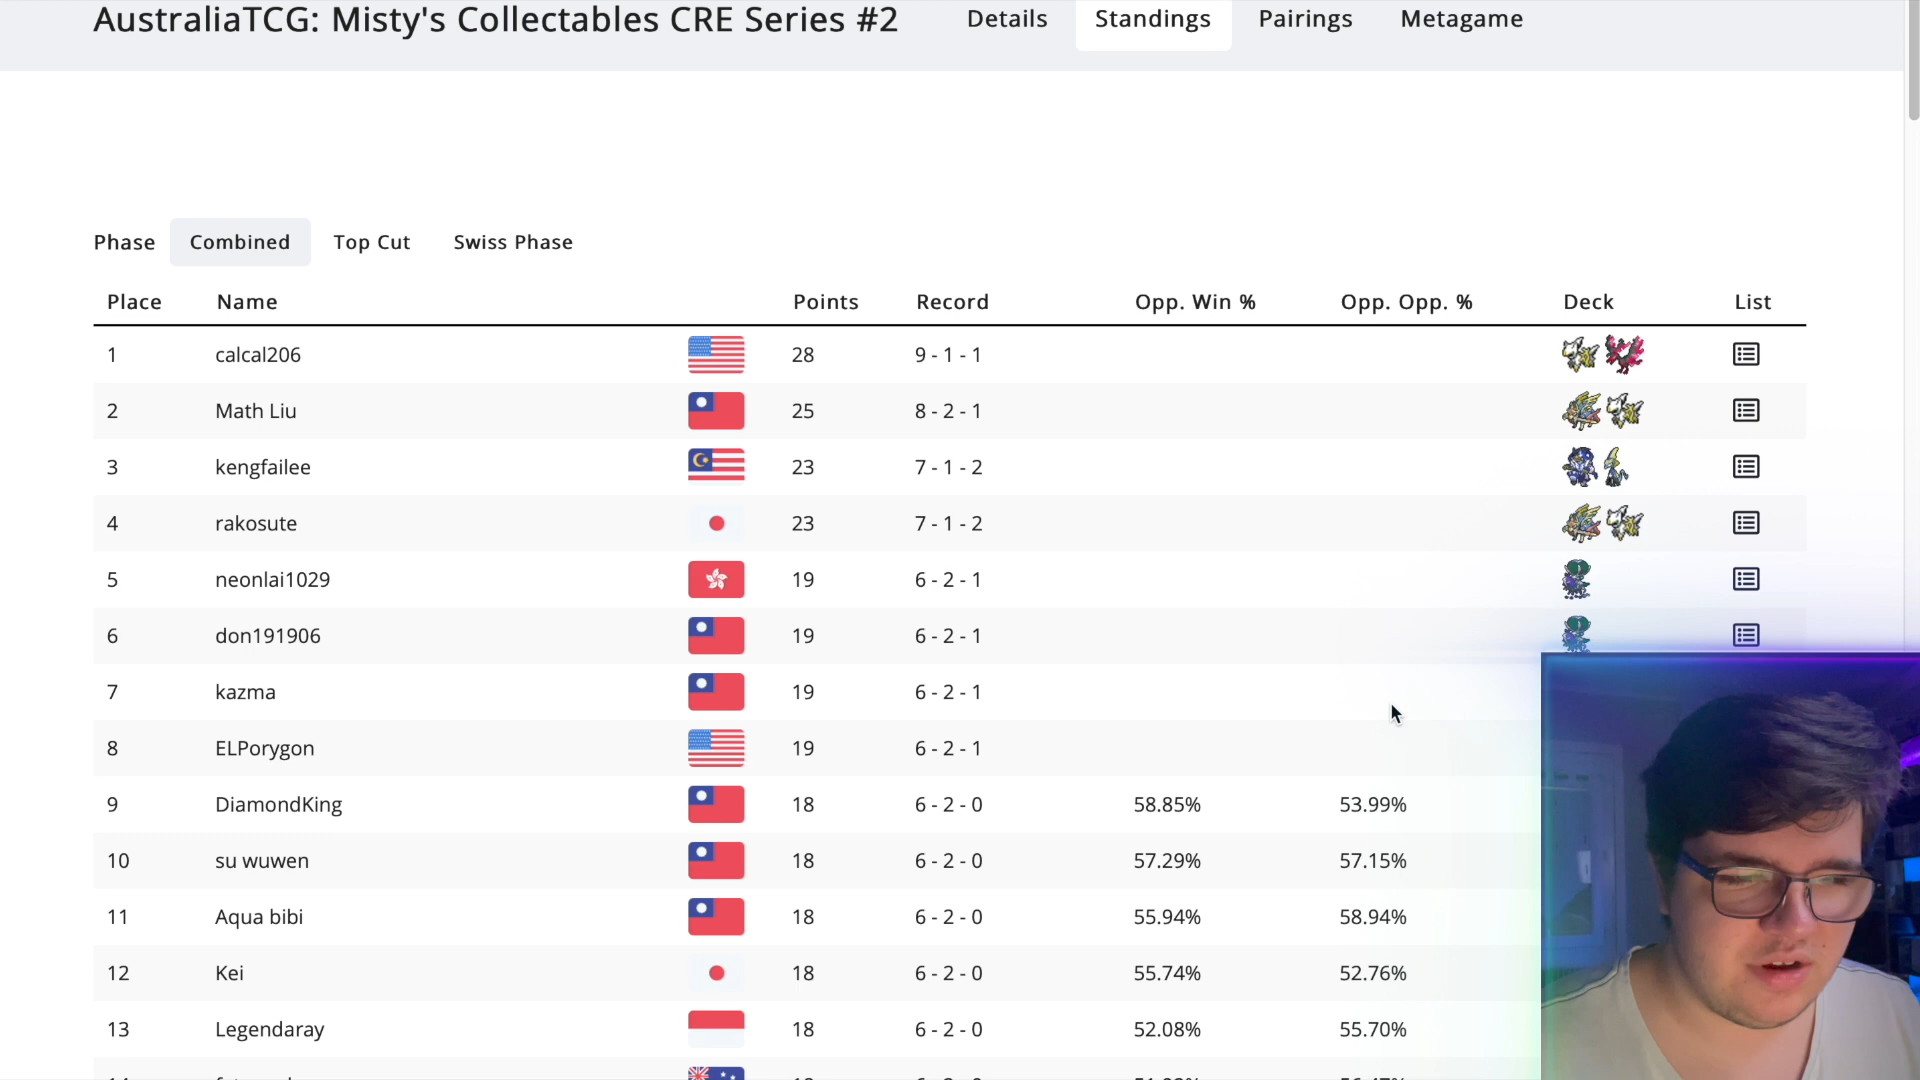 AustraliaTCG: Misty's Collectables CRE Series #2 Details Standings Pairings Metagame
Phase Combined Top Cut Swiss Phase
Place Name Points Record Opp. Win % Opp. Opp. % Deck List
1 calcal206 28 9 - 1 - 1
2 Math Liu 25 8 - 2 - 1
3 kengfailee 23 7 - 1 - 2
4 rakosute 23 7 - 1 - 2
5 neonlai1029 19 6 - 2 - 1
6 don191906 19 6 - 2 - 1
7 kazma 19 6 - 2 - 1
8 ELPorygon 19 6 - 2 - 1
9 DiamondKing 18 6 - 2 - 0 58.85% 53.99%
10 su wuwen 18 6 - 2 - 0 57.29% 57.15%
11 Aqua bibi 18 6 - 2 - 0 55.94% 58.94%
12 Kei 18 6 - 2 - 0 55.74% 52.76%
13 Legendaray 18 6 - 2 - 0 52.08% 55.70%